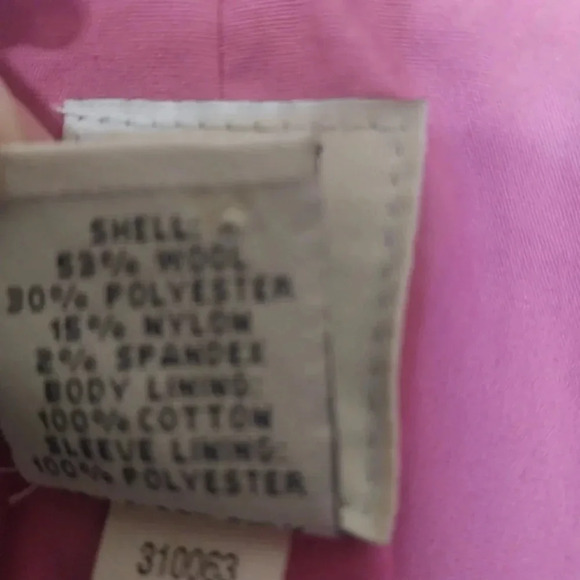 SHELL:
53% WOOL
30% POLYESTER
15% NYLON
2% SPANDEX
BODY LINING:
100% COTTON
SLEEVE LINING:
100% POLYESTER
310063